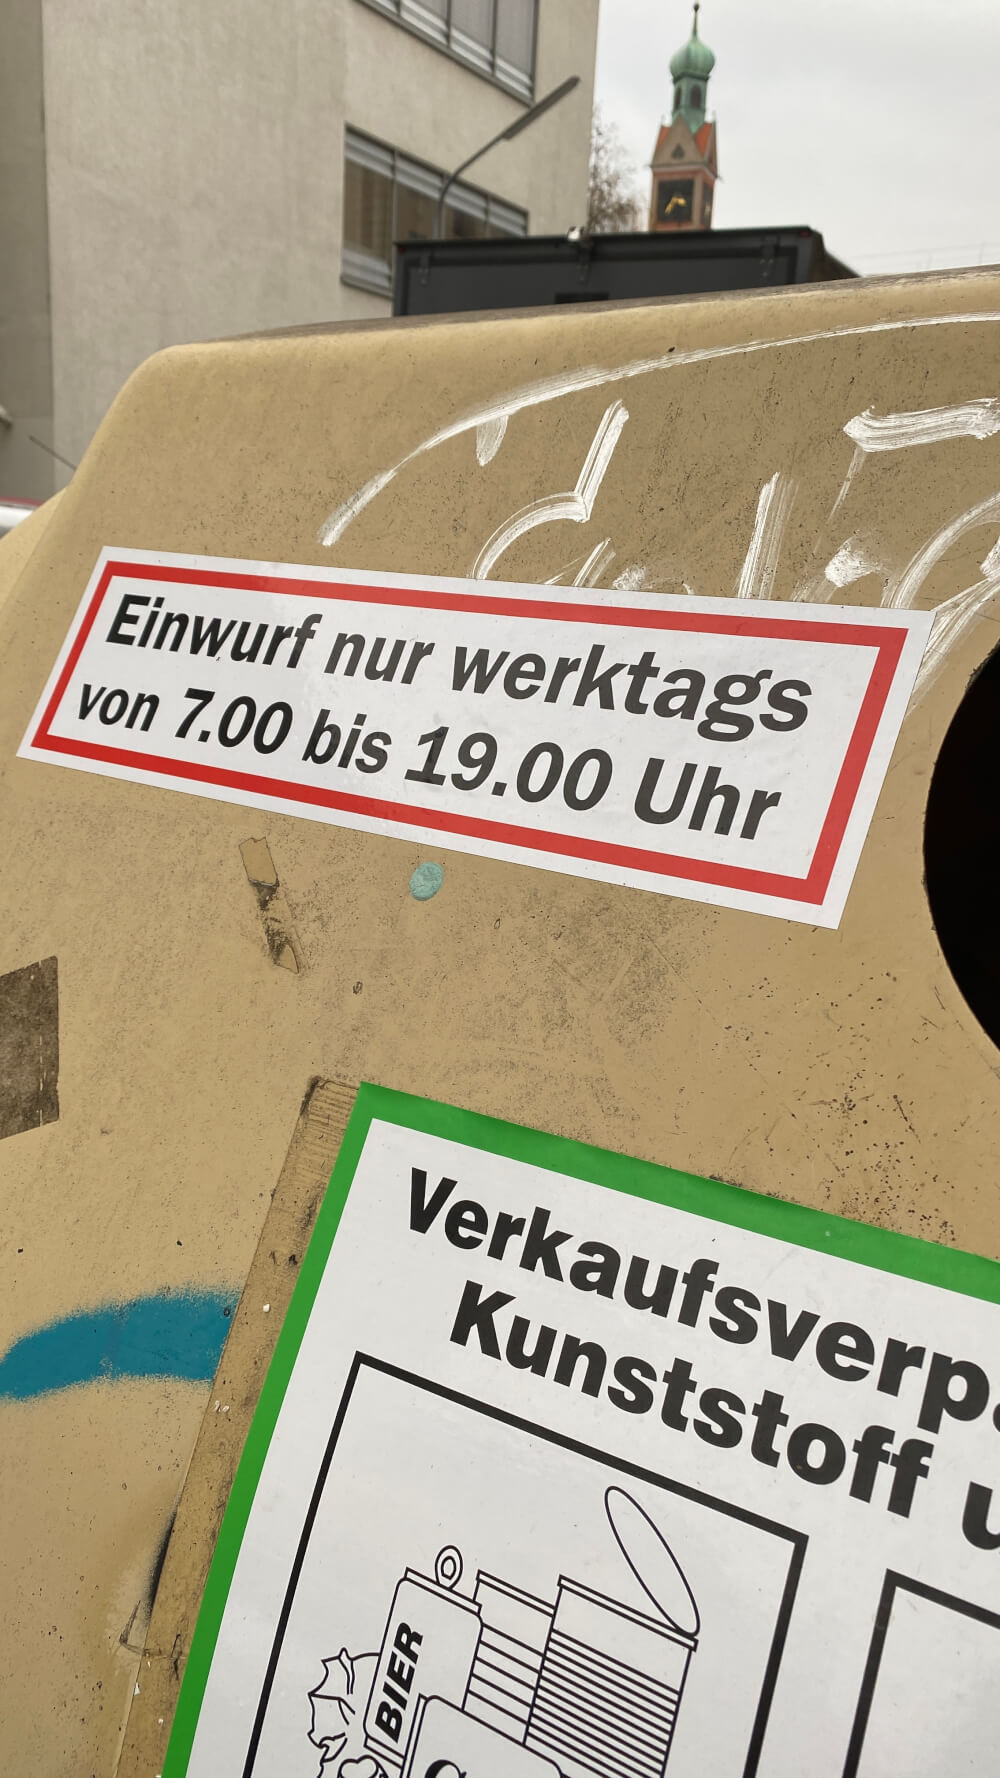 Einwurf nur werktags
von 7.00 bis 19.00 Uhr
Verkaufsverp
Kunststoff u
BIER